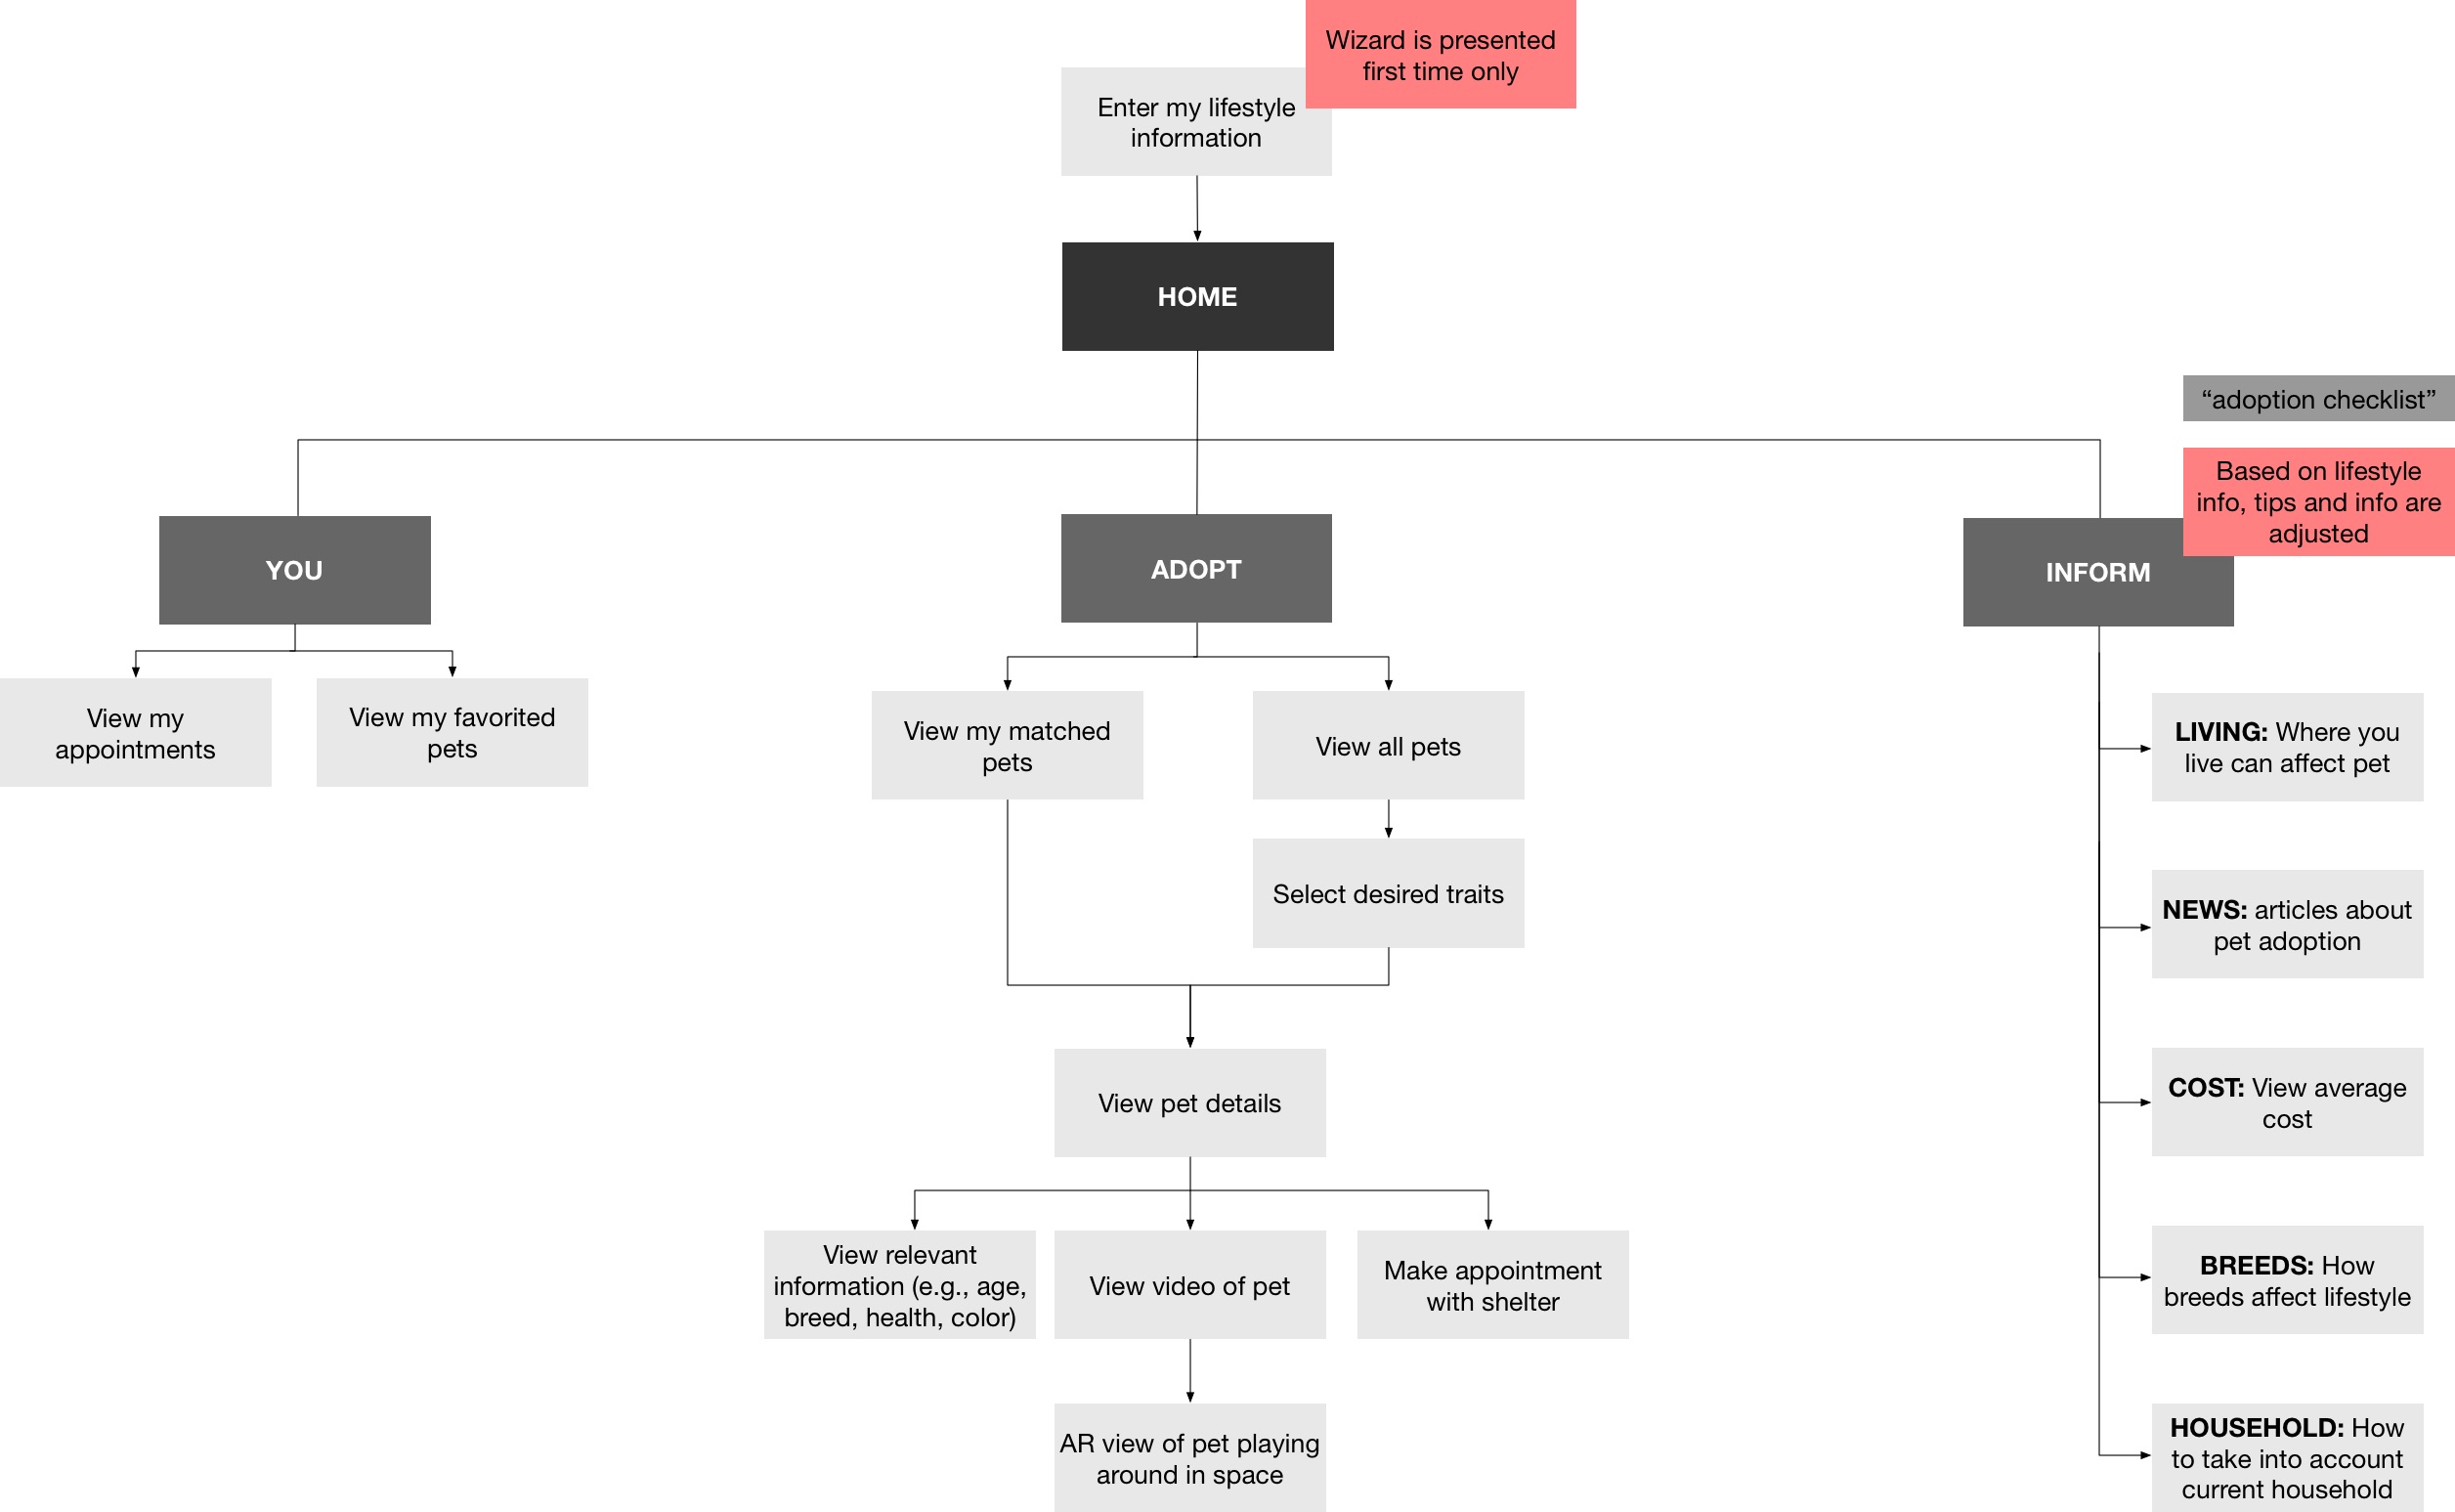 Wizard is presented
first time only
Enter my lifestyle
information
HOME
“adoption checklist”
Based on lifestyle
info, tips and info are
adjusted
YOU
ADOPT
INFORM
View my
appointments
View my favorited
pets
View my matched
pets
View all pets
Select desired traits
View pet details
View relevant
information (e.g., age,
breed, health, color)
View video of pet
Make appointment
with shelter
AR view of pet playing
around in space
LIVING: Where you
live can affect pet
NEWS: articles about
pet adoption
COST: View average
cost
BREEDS: How
breeds affect lifestyle
HOUSEHOLD: How
to take into account
current household